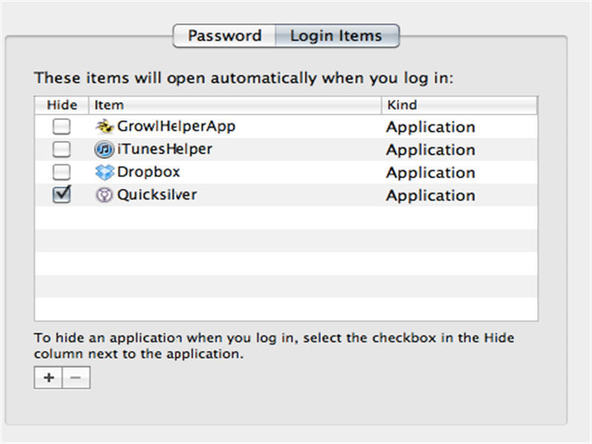 Password Login Items
These items will open automatically when you log in:
Hide Item Kind
GrowlHelperApp Application
iTunesHelper Application
Dropbox Application
Quicksilver Application
To hide an application when you log in, select the checkbox in the Hide
column next to the application.
+ −